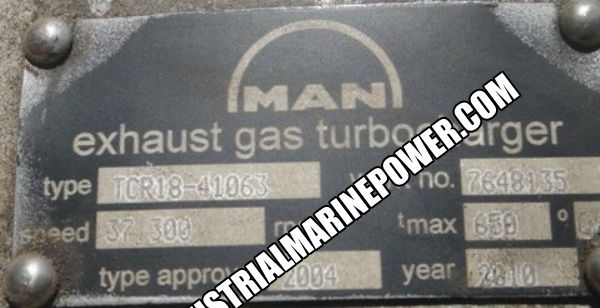 MAN
exhaust gas turbocharger
type TCR18-41063 no. 7648135
speed 37 300 tmax 650 °
type approv 2004 year 2010
USTRIALMARINEPOWER.COM